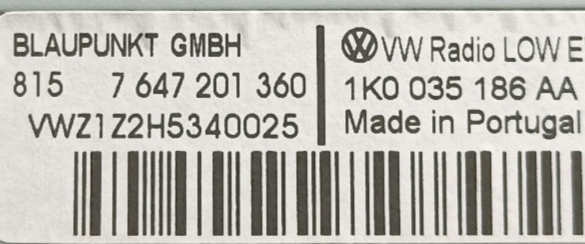 BLAUPUNKT GMBH
815 7 647 201 360
VWZ1Z2H5340025
VW Radio LOW E
1K0 035 186 AA
Made in Portugal